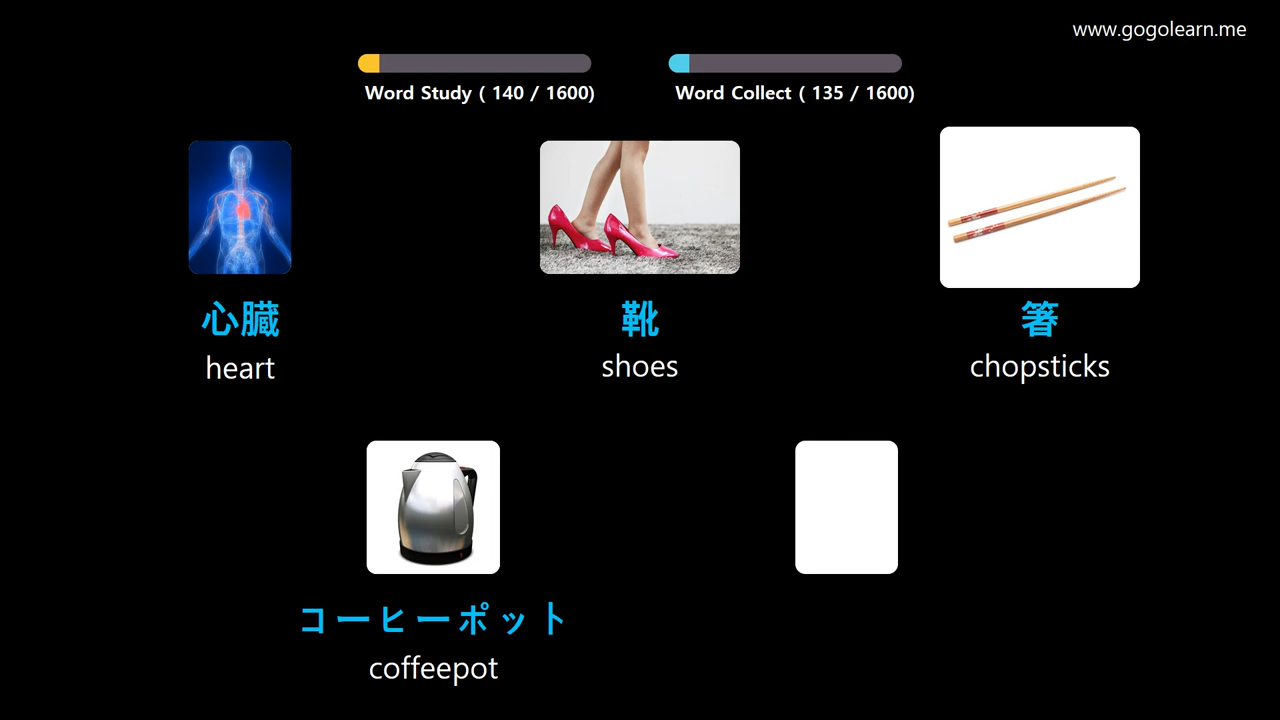 www.gogolearn.me
Word Study ( 140 / 1600)
Word Collect ( 135 / 1600)
心臓
heart
靴
shoes
箸
chopsticks
コーヒーポット
coffeepot